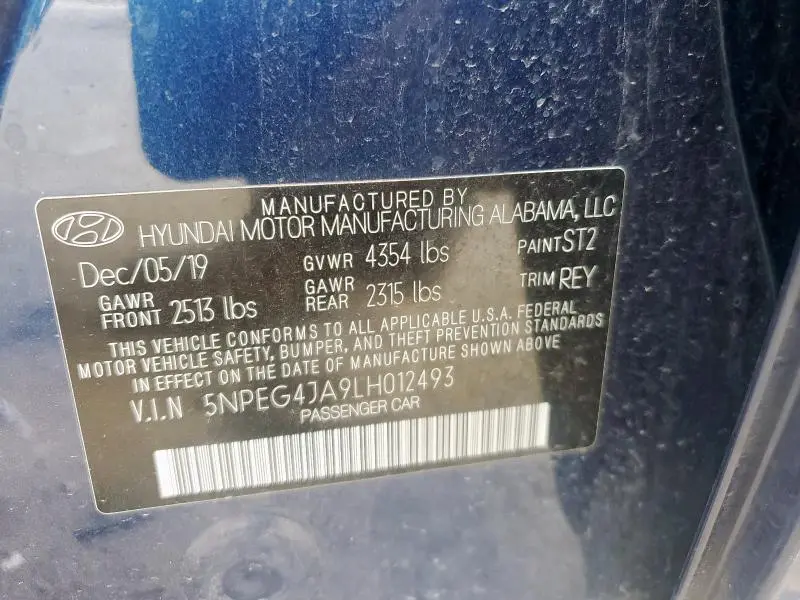 MANUFACTURED BY
HYUNDAI MOTOR MANUFACTURING ALABAMA, LLC
Dec/05/19 GVWR 4354 lbs PAINT ST2
GAWR FRONT 2513 lbs GAWR REAR 2315 lbs TRIM REY
THIS VEHICLE CONFORMS TO ALL APPLICABLE U.S.A. FEDERAL
MOTOR VEHICLE SAFETY, BUMPER, AND THEFT PREVENTION STANDARDS
IN EFFECT ON THE DATE OF MANUFACTURE SHOWN ABOVE
V.I.N 5NPEG4JA9LH012493
PASSENGER CAR